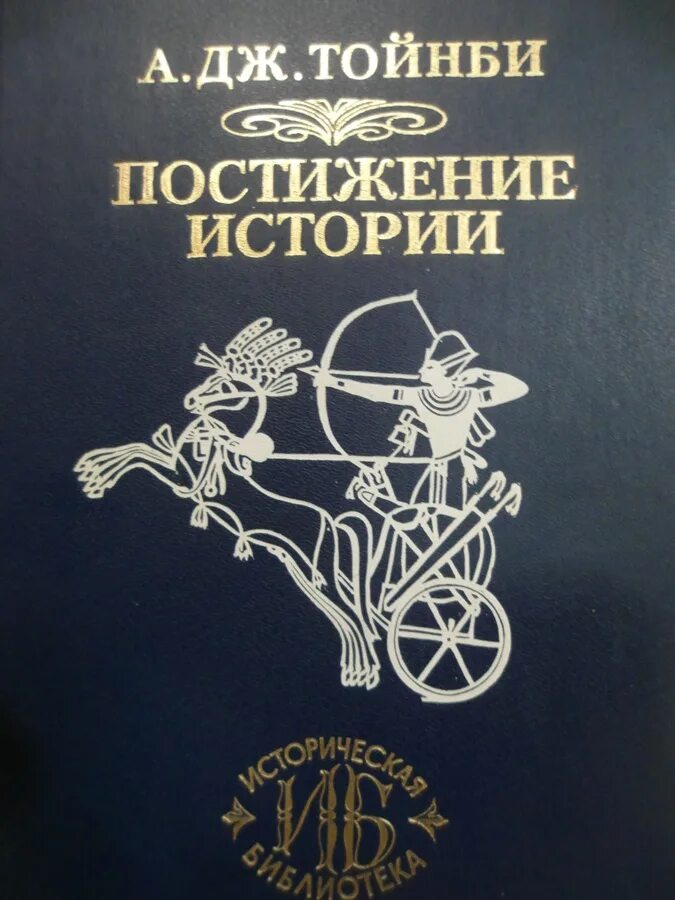 А. ДЖ. ТОЙНБИ
ПОСТИЖЕНИЕ
ИСТОРИИ
ИСТОРИЧЕСКАЯ
ИБ
БИБЛИОТЕКА